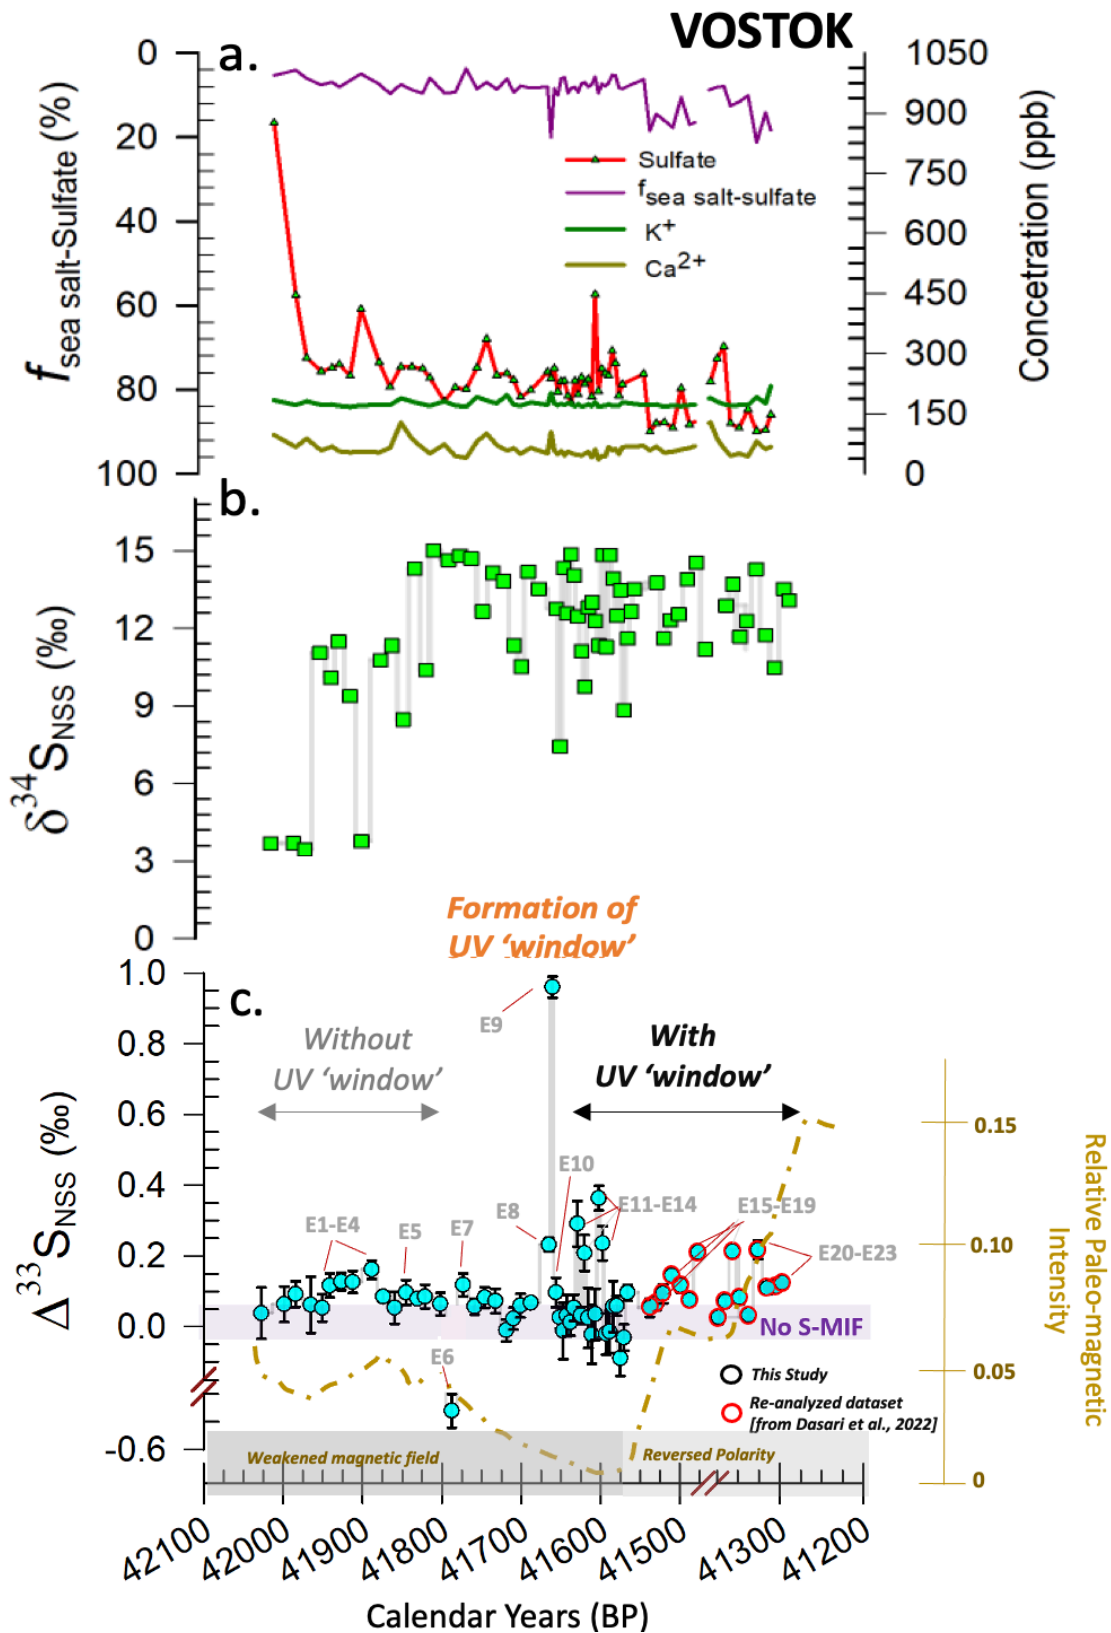 VOSTOK
a.
0
20
40
60
80
100
f sea salt-Sulfate (%)
1050
900
750
600
450
300
150
0
Concetration (ppb)
Sulfate
fsea salt-sulfate
K+
Ca2+
b.
15
12
9
6
3
0
δ34SNSS (‰)
Formation of
UV ‘window’
c.
1.0
0.8
0.6
0.4
0.2
0.0
-0.6
Δ33SNSS (‰)
Without
UV ‘window’
With
UV ‘window’
E9
E10
E8
E11-E14
E1-E4
E5
E7
E15-E19
E20-E23
E6
No S-MIF
This Study
Re-analyzed dataset
[from Dasari et al., 2022]
Weakened magnetic field
Reversed Polarity
0.15
0.10
0.05
0
Relative Paleo-magnetic
Intensity
42100
42000
41900
41800
41700
41600
41500
41300
41200
Calendar Years (BP)